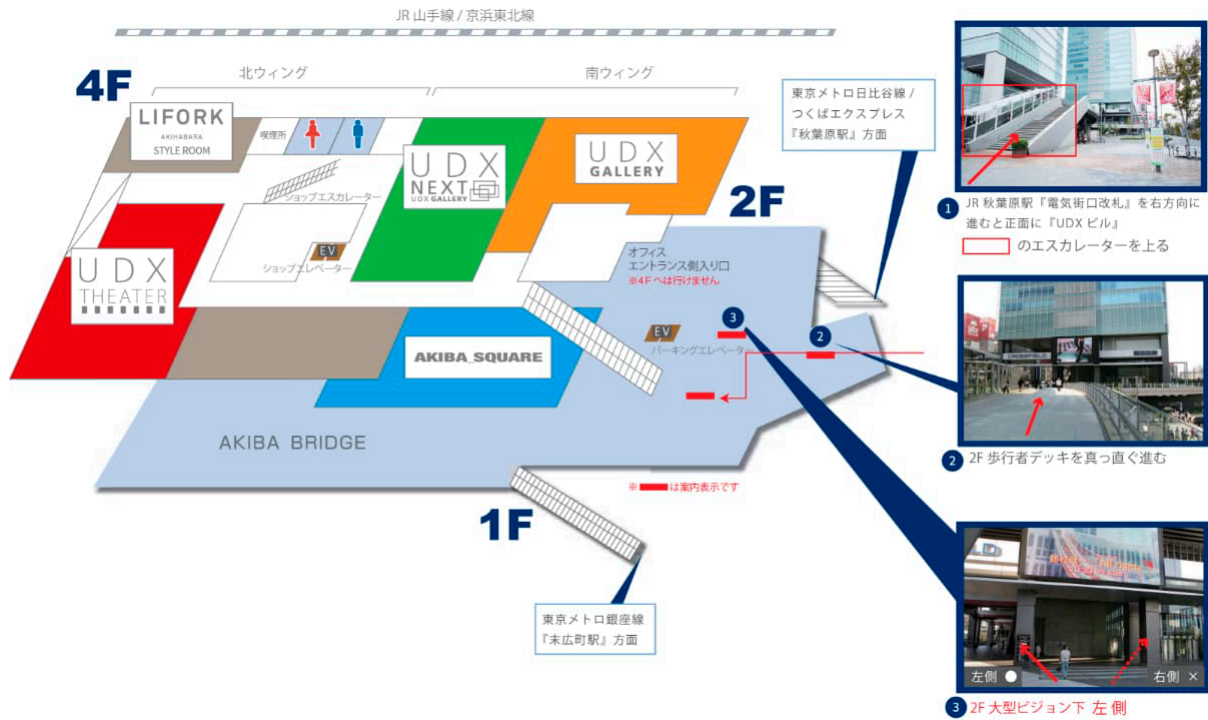 JR 山手線 / 京浜東北線
北ウィング
南ウィング
4F
LIFORK
AKIHABARA
STYLE ROOM
喫煙所
UDX
NEXT
UDX GALLERY
UDX
GALLERY
東京メトロ日比谷線 /
つくばエクスプレス
『秋葉原駅』方面
2F
ショップエスカレーター
EV
ショップエレベーター
UDX
THEATER
オフィス
エントランス側入り口
※4Fへは行けません
3
2
EV
パーキングエレベーター
AKIBA_SQUARE
AKIBA BRIDGE
※ は案内表示です
1F
東京メトロ銀座線
『末広町駅』方面
1 JR 秋葉原駅『電気街口改札』を右方向に
進むと正面に『UDX ビル』
のエスカレーターを上る
2 2F 歩行者デッキを真っ直ぐ進む
左側 ● 右側 ×
3 2F 大型ビジョン下 左側